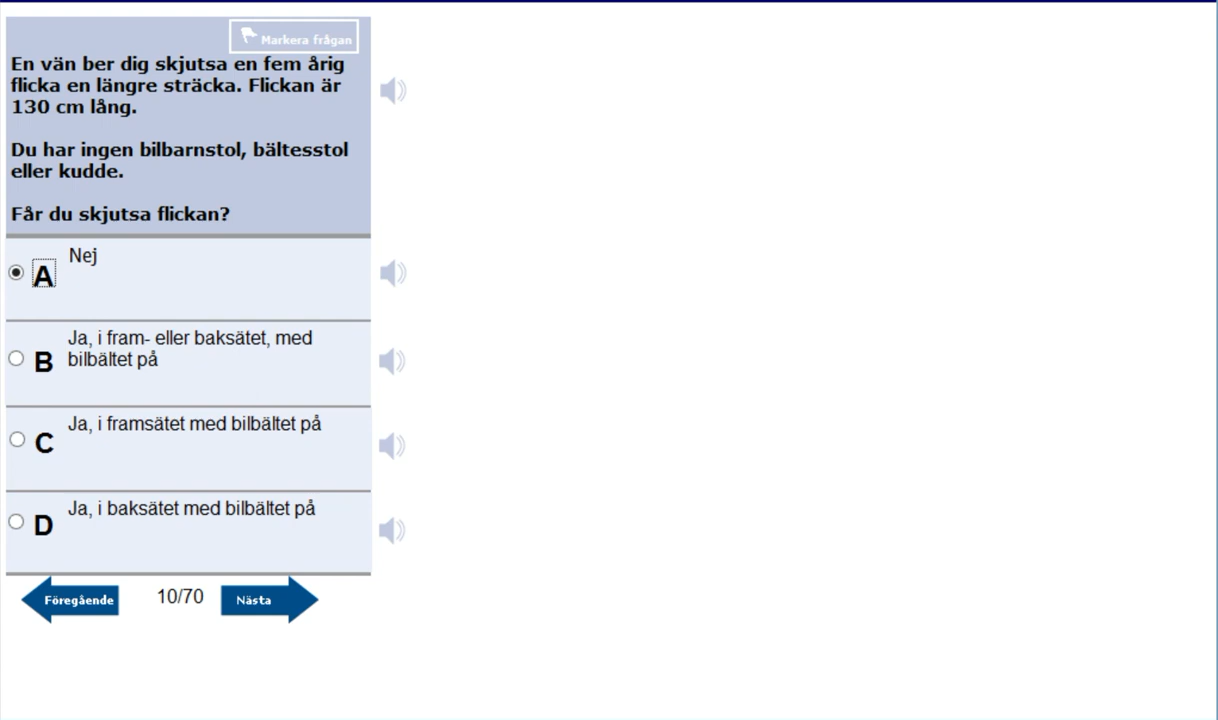 Markera frågan
En vän ber dig skjutsa en fem årig
flicka en längre sträcka. Flickan är
130 cm lång.
Du har ingen bilbarnstol, bältesstol
eller kudde.
Får du skjutsa flickan?
A Nej
B Ja, i fram- eller baksätet, med
bilbältet på
C Ja, i framsätet med bilbältet på
D Ja, i baksätet med bilbältet på
Föregående 10/70 Nästa